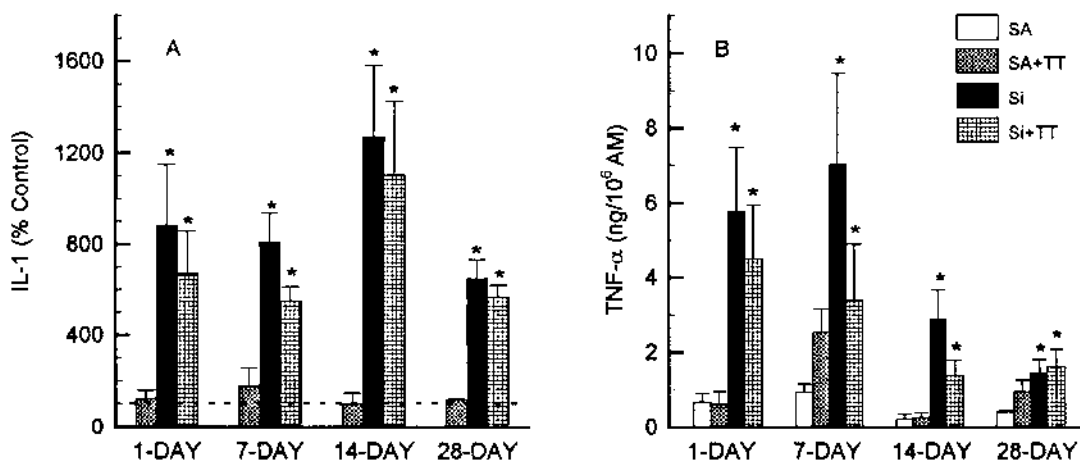 A
IL-1 (% Control)
1600
1200
800
400
0
* * * * * * * *
1-DAY 7-DAY 14-DAY 28-DAY
B
TNF-α (ng/10⁶ AM)
10
8
6
4
2
0
* * * * * * * *
1-DAY 7-DAY 14-DAY 28-DAY
SA
SA+TT
Si
Si+TT